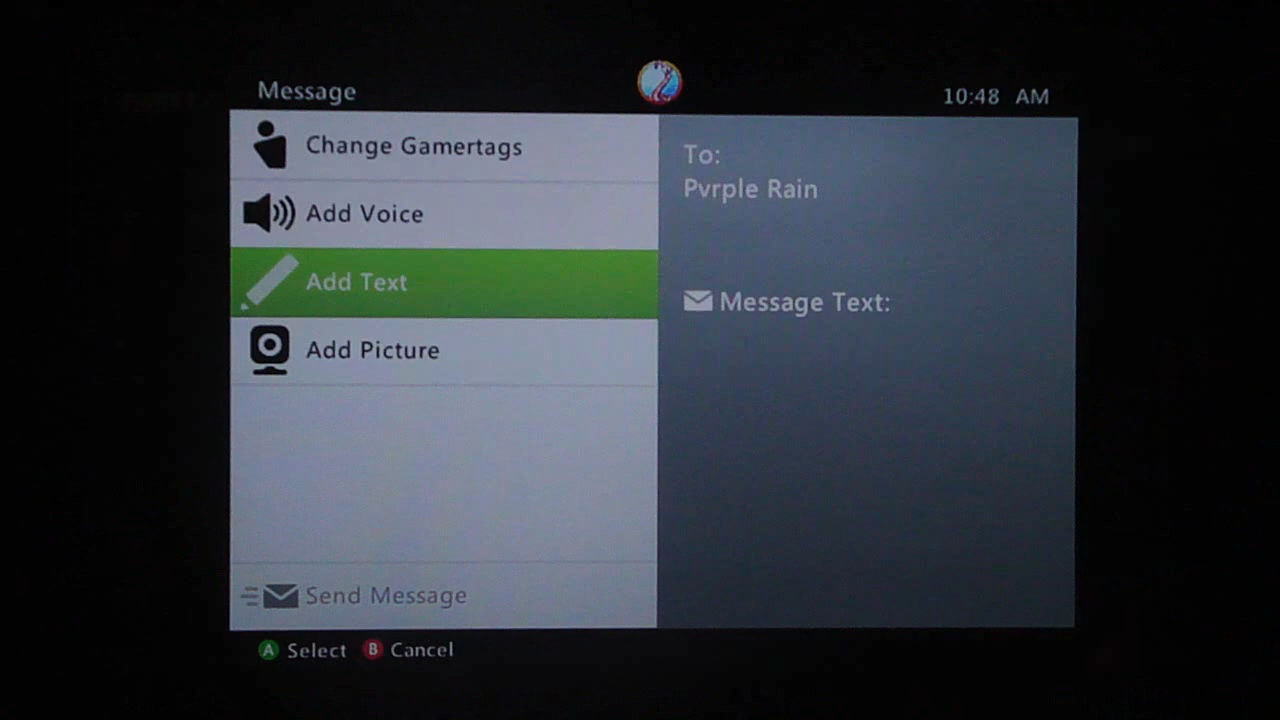 Message
10:48 AM
Change Gamertags
Add Voice
Add Text
Add Picture
Send Message
To:
Pvrple Rain
Message Text:
A Select B Cancel